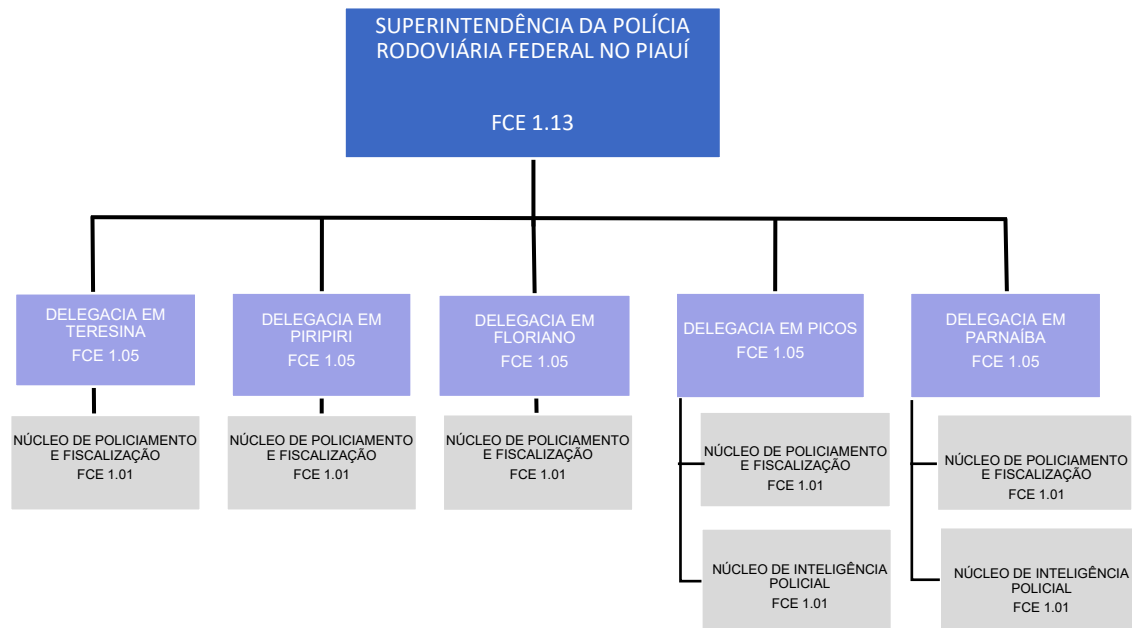 SUPERINTENDÊNCIA DA POLÍCIA
RODOVIÁRIA FEDERAL NO PIAUÍ
FCE 1.13
DELEGACIA EM
TERESINA
FCE 1.05
DELEGACIA EM
PIRIPIRI
FCE 1.05
DELEGACIA EM
FLORIANO
FCE 1.05
DELEGACIA EM PICOS
FCE 1.05
DELEGACIA EM
PARNAÍBA
FCE 1.05
NÚCLEO DE POLICIAMENTO
E FISCALIZAÇÃO
FCE 1.01
NÚCLEO DE POLICIAMENTO
E FISCALIZAÇÃO
FCE 1.01
NÚCLEO DE POLICIAMENTO
E FISCALIZAÇÃO
FCE 1.01
NÚCLEO DE POLICIAMENTO
E FISCALIZAÇÃO
FCE 1.01
NÚCLEO DE POLICIAMENTO
E FISCALIZAÇÃO
FCE 1.01
NÚCLEO DE INTELIGÊNCIA
POLICIAL
FCE 1.01
NÚCLEO DE INTELIGÊNCIA
POLICIAL
FCE 1.01